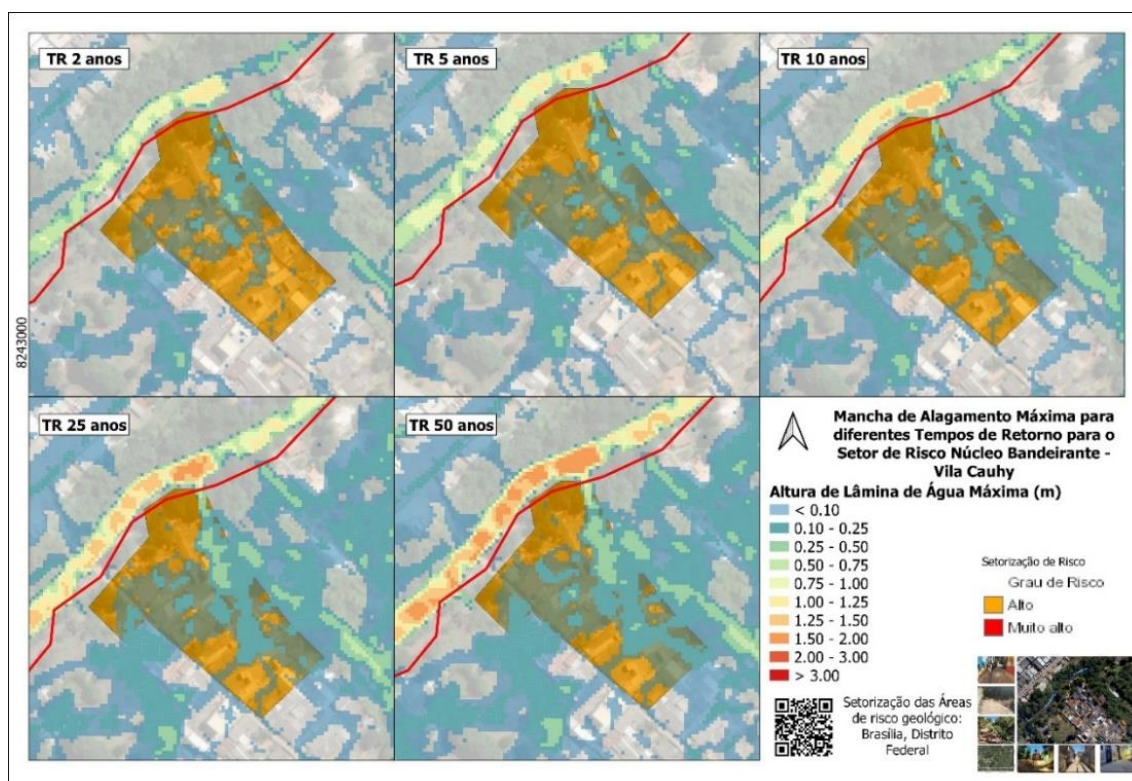 TR 2 anos
TR 5 anos
TR 10 anos
8243000
TR 25 anos
TR 50 anos
Mancha de Alagamento Máxima para
diferentes Tempos de Retorno para o
Setor de Risco Núcleo Bandeirante -
Vila Cauhy
Altura de Lâmina de Água Máxima (m)
< 0.10
0.10 - 0.25
0.25 - 0.50
0.50 - 0.75
0.75 - 1.00
1.00 - 1.25
1.25 - 1.50
1.50 - 2.00
2.00 - 3.00
> 3.00
Setorização de Risco
Grau de Risco
Alto
Muito alto
Setorização das Áreas
de risco geológico:
Brasília, Distrito
Federal